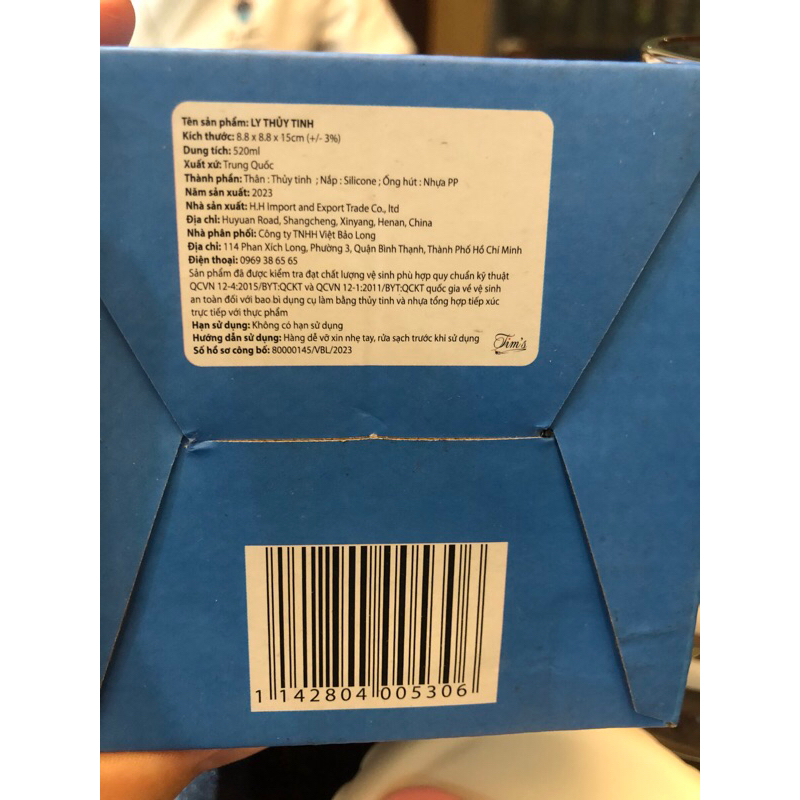 Tên sản phẩm: LY THỦY TINH
Kích thước: 8.8 x 8.8 x 15cm (+/- 3%)
Dung tích: 520ml
Xuất xứ: Trung Quốc
Thành phần: Thân : Thủy tinh ; Nắp : Silicone ; Ống hút : Nhựa PP
Năm sản xuất: 2023
Nhà sản xuất: H.H Import and Export Trade Co., ltd
Địa chỉ: Huyuan Road, Shangcheng, Xinyang, Henan, China
Nhà phân phối: Công ty TNHH Việt Bảo Long
Địa chỉ: 114 Phan Xích Long, Phường 3, Quận Bình Thạnh, Thành Phố Hồ Chí Minh
Điện thoại: 0969 38 65 65
Sản phẩm đã được kiểm tra đạt chất lượng vệ sinh phù hợp quy chuẩn kỹ thuật
QCVN 12-4:2015/BYT:QCKT và QCVN 12-1:2011/BYT:QCKT quốc gia về vệ sinh
an toàn đối với bao bì dụng cụ làm bằng thủy tinh và nhựa tổng hợp tiếp xúc
trực tiếp với thực phẩm
Hạn sử dụng: Không có hạn sử dụng
Hướng dẫn sử dụng: Hàng dễ vỡ xin nhẹ tay, rửa sạch trước khi sử dụng
Số hồ sơ công bố: 80000145/VBL/2023
Tim's
1 142804 005306